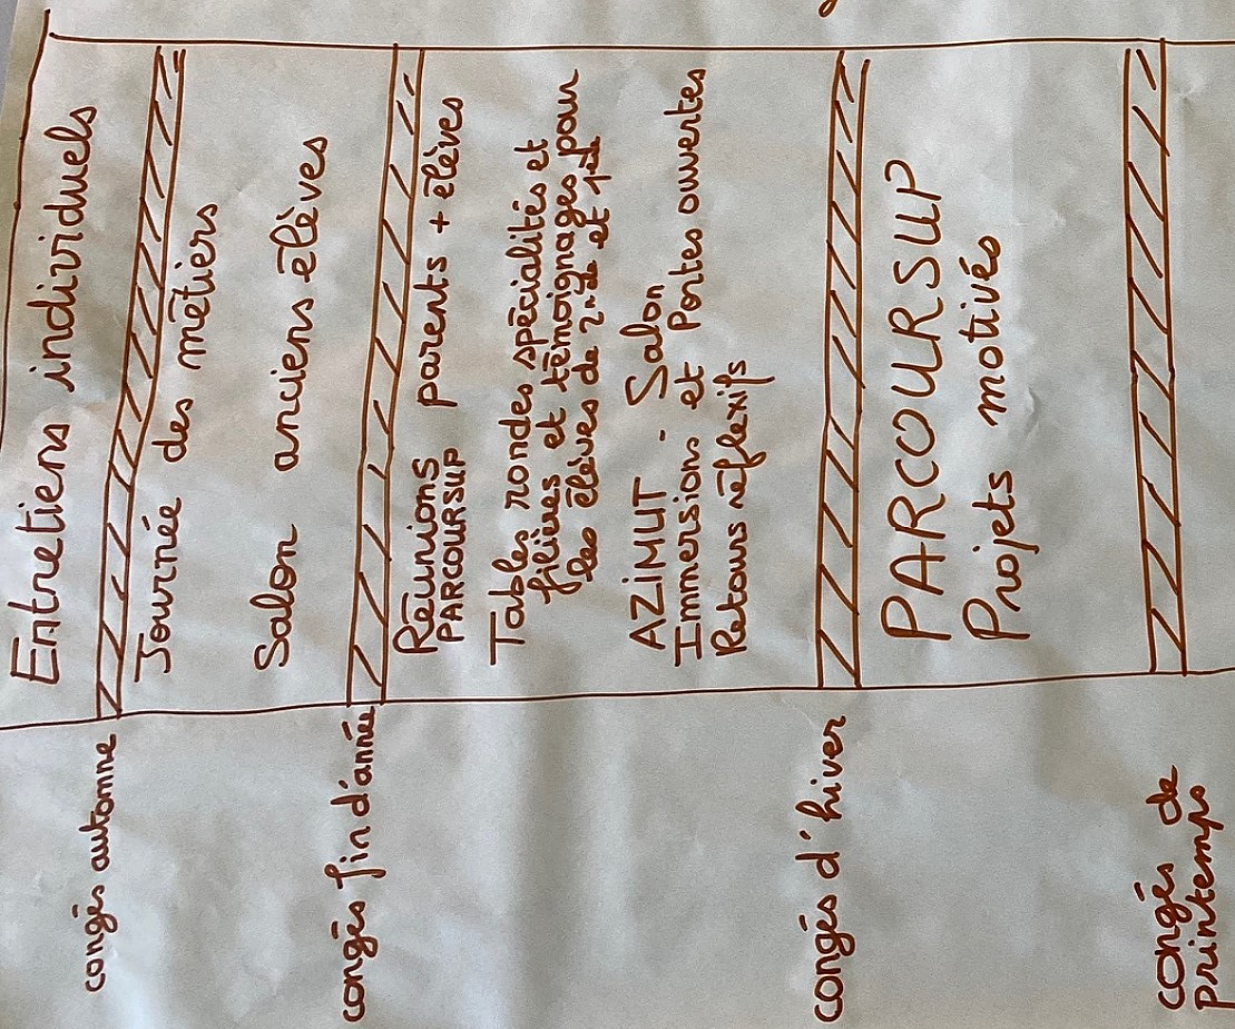 Entretiens individuels
congés automne
Journée des métiers
Salon anciens élèves
congés fin d'année
Réunions parents + élèves
PARCOURSUP
Tables rondes spécialités et
filières et témoignages pour
les élèves de 2nde et 1ère
AZIMUT - Salon
Immersions et Portes ouvertes
Retours réflexifs
congés d'hiver
PARCOURSUP
Projets motivés
congés de
printemps